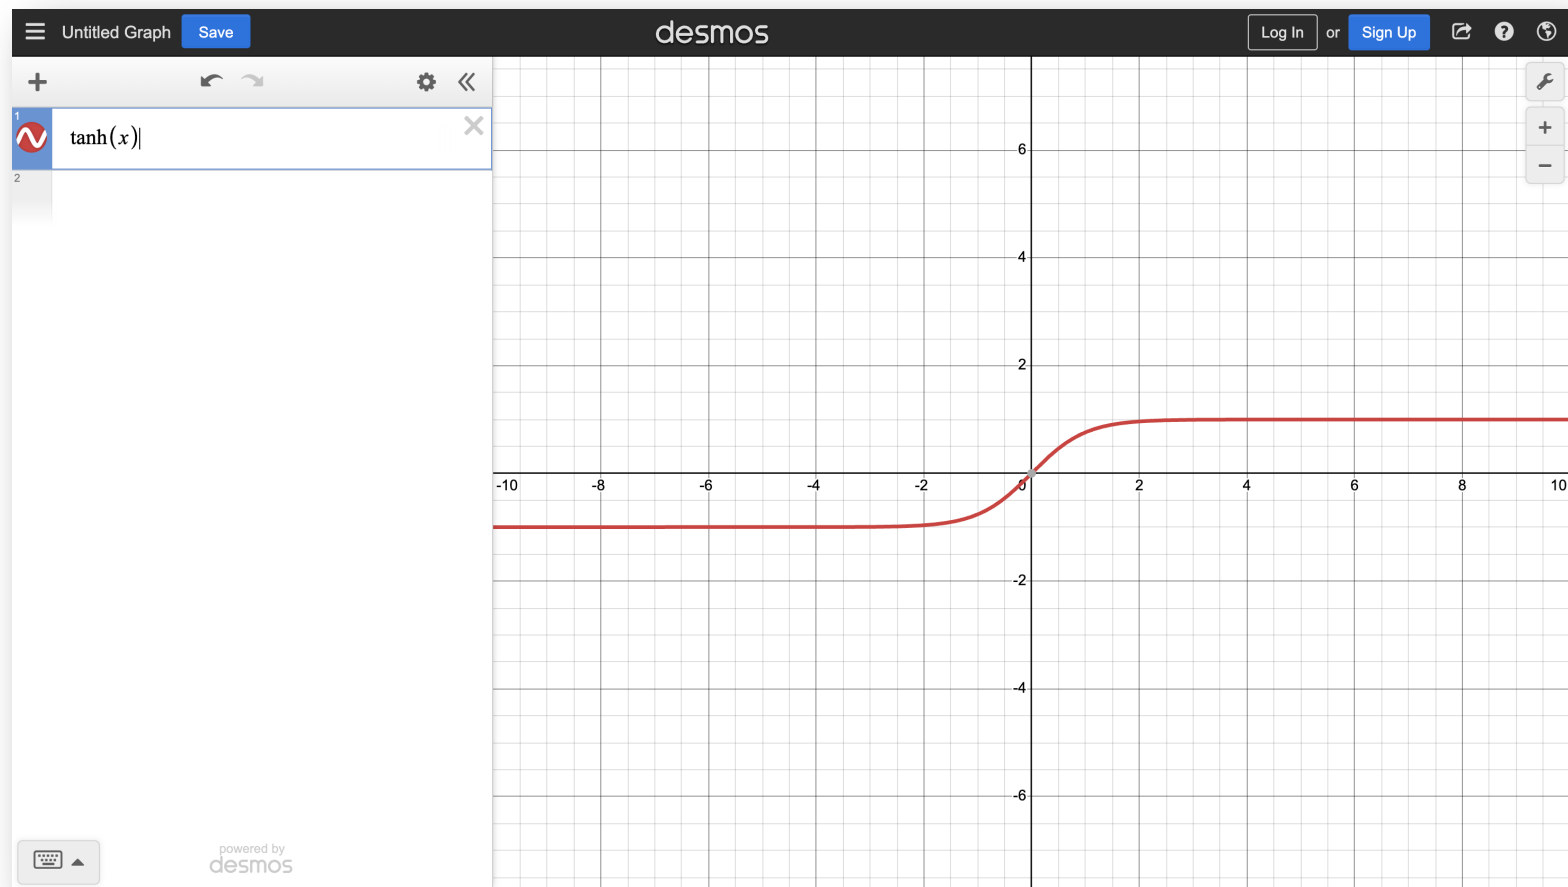 Untitled Graph Save desmos Log In or Sign Up
1
tanh(x)
2
powered by
desmos
6
4
2
-10 -8 -6 -4 -2 0 2 4 6 8 10
-2
-4
-6